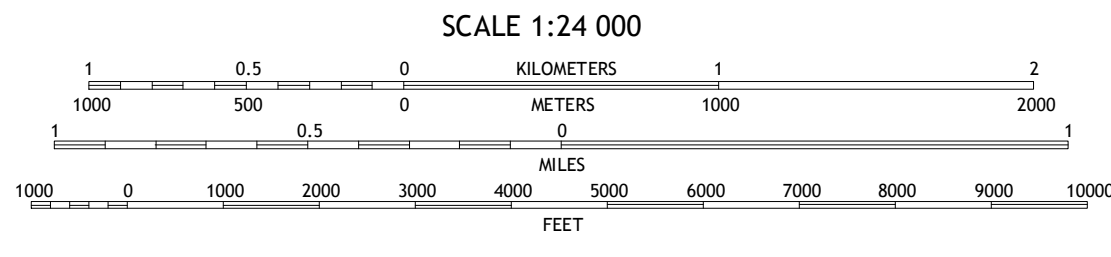 SCALE 1:24 000
1 0.5 0 KILOMETERS 1 2
1000 500 0 METERS 1000 2000
1 0.5 0 1
MILES
1000 0 1000 2000 3000 4000 5000 6000 7000 8000 9000 10000
FEET